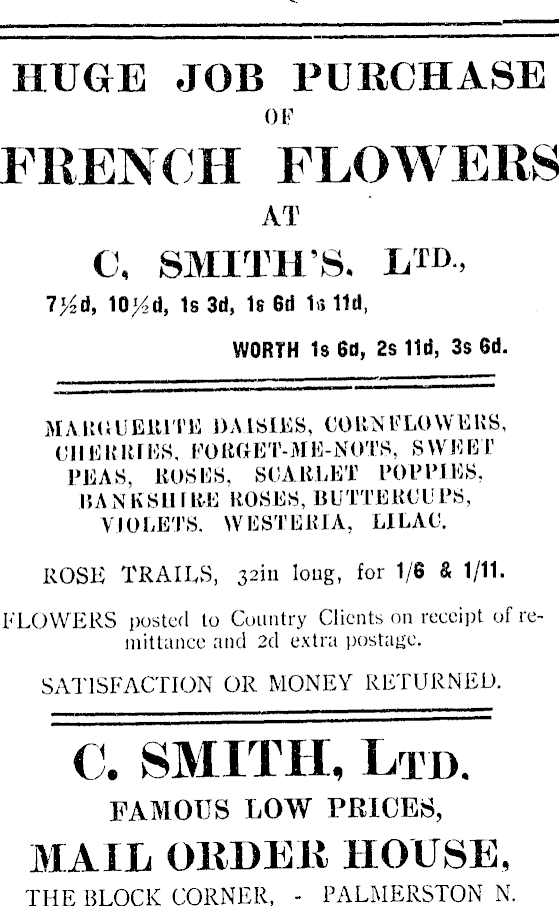 HUGE JOB PURCHASE
OF
FRENCH FLOWERS
AT
C. SMITH'S. LTD.,
7½d, 10½d, 1s 3d, 1s 6d 1s 11d,
WORTH 1s 6d, 2s 11d, 3s 6d.
MARGUERITE DAISIES, CORNFLOWERS,
CHERRIES, FORGET-ME-NOTS, SWEET
PEAS, ROSES, SCARLET POPPIES,
BANKSHIRE ROSES, BUTTERCUPS,
VIOLETS. WESTERIA, LILAC.
ROSE TRAILS, 32in long, for 1/6 & 1/11.
FLOWERS posted to Country Clients on receipt of re-
mittance and 2d extra postage.
SATISFACTION OR MONEY RETURNED.
C. SMITH, LTD.
FAMOUS LOW PRICES,
MAIL ORDER HOUSE,
THE BLOCK CORNER, - PALMERSTON N.